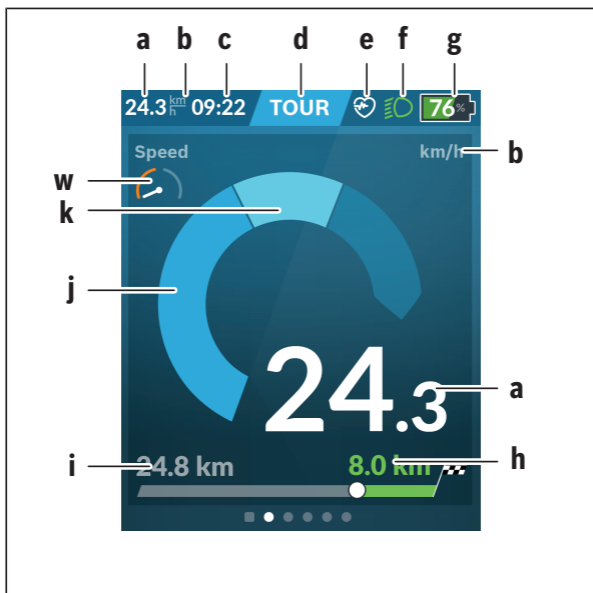 a b c d e f g
24.3 km/h 09:22 TOUR 76%
Speed km/h b
w
k
j
24.3 a
i 24.8 km 8.0 km h